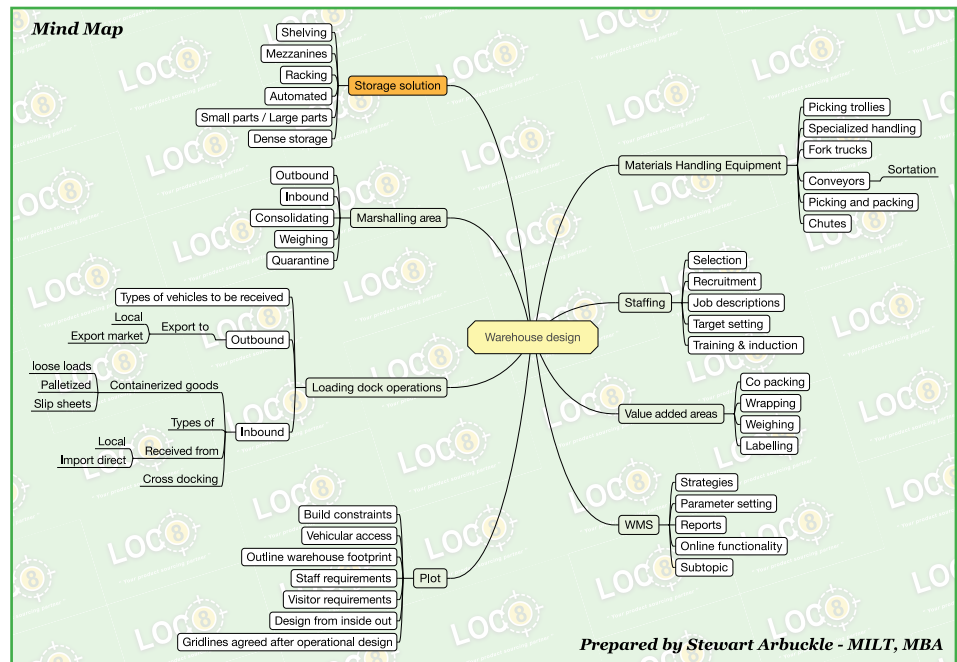 Mind Map
Shelving
Mezzanines
Racking
Automated
Small parts / Large parts
Dense storage
Storage solution
Outbound
Inbound
Consolidating
Weighing
Quarantine
Marshalling area
Types of vehicles to be received
Local
Export market
Export to
Outbound
loose loads
Palletized
Slip sheets
Containerized goods
Types of
Local
Import direct
Received from
Cross docking
Inbound
Loading dock operations
Build constraints
Vehicular access
Outline warehouse footprint
Staff requirements
Visitor requirements
Design from inside out
Gridlines agreed after operational design
Plot
Warehouse design
Materials Handling Equipment
Picking trollies
Specialized handling
Fork trucks
Conveyors
Sortation
Picking and packing
Chutes
Staffing
Selection
Recruitment
Job descriptions
Target setting
Training & induction
Value added areas
Co packing
Wrapping
Weighing
Labelling
WMS
Strategies
Parameter setting
Reports
Online functionality
Subtopic
Prepared by Stewart Arbuckle - MILT, MBA
LOC8